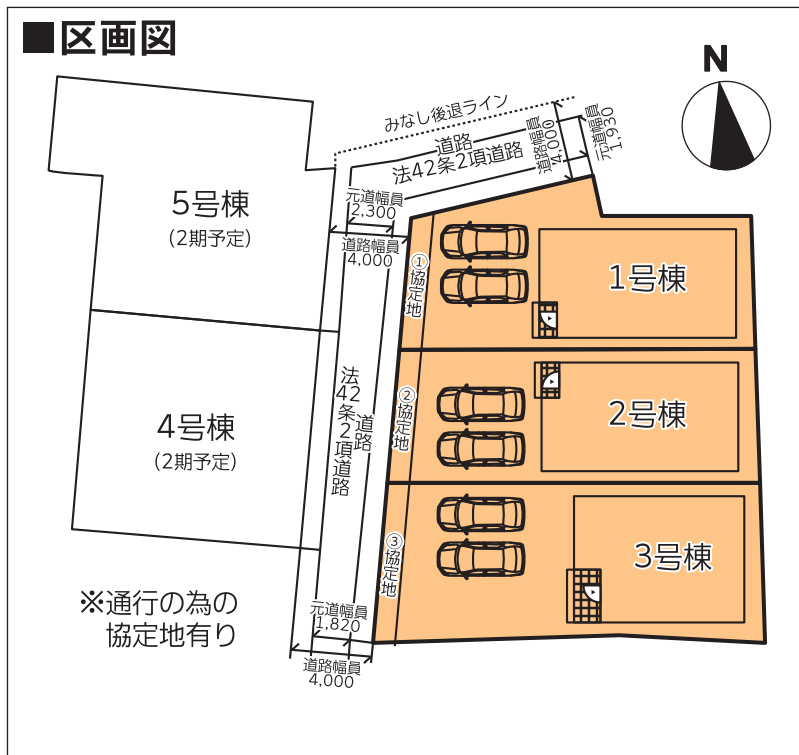 ■区画図
N
みなし後退ライン
道路
法42条2項道路
道路幅員
4,000
元道幅員
1,930
5号棟
(2期予定)
元道幅員
2,300
道路幅員
4,000
①協定地
1号棟
法42条2項道路
道路
4号棟
(2期予定)
②協定地
2号棟
③協定地
3号棟
※通行の為の
協定地有り
元道幅員
1,820
道路幅員
4,000